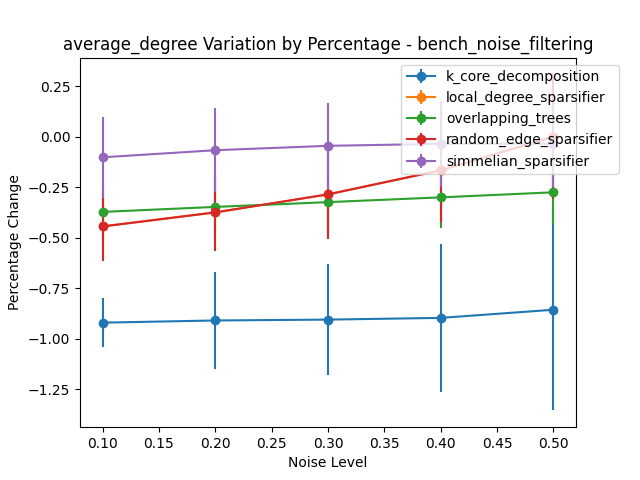 average_degree Variation by Percentage - bench_noise_filtering
k_core_decomposition
local_degree_sparsifier
overlapping_trees
random_edge_sparsifier
simmelian_sparsifier
0.25
0.00
−0.25
−0.50
−0.75
−1.00
−1.25
Percentage Change
0.10 0.15 0.20 0.25 0.30 0.35 0.40 0.45 0.50
Noise Level